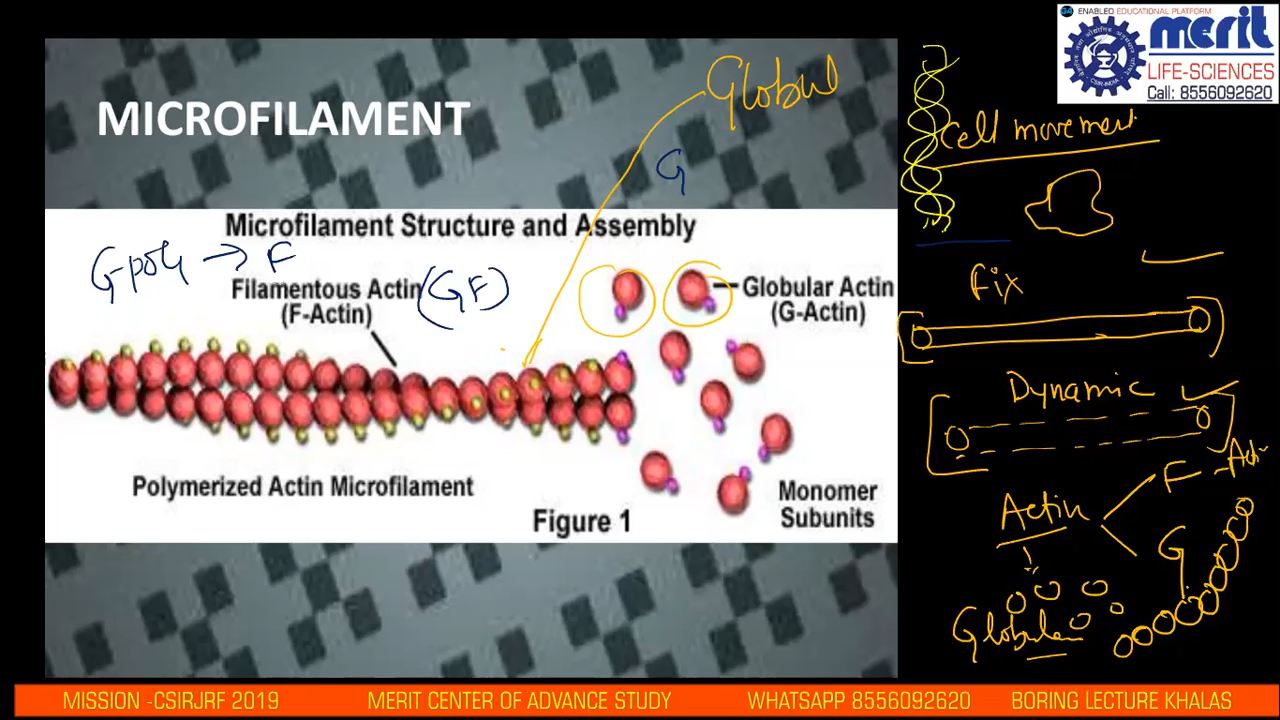 ENABLED EDUCATIONAL PLATFORM
merit
LIFE-SCIENCES
Call: 8556092620
MICROFILAMENT
Globul
G
Cell movement
Microfilament Structure and Assembly
G poly → F
Filamentous Actin
(F-Actin)
(GF)
Globular Actin
(G-Actin)
Fix
Dynamic
Polymerized Actin Microfilament
Monomer
Subunits
Figure 1
Actin
F - Acti
G
Globular
MISSION -CSIRJRF 2019
MERIT CENTER OF ADVANCE STUDY
WHATSAPP 8556092620
BORING LECTURE KHALAS